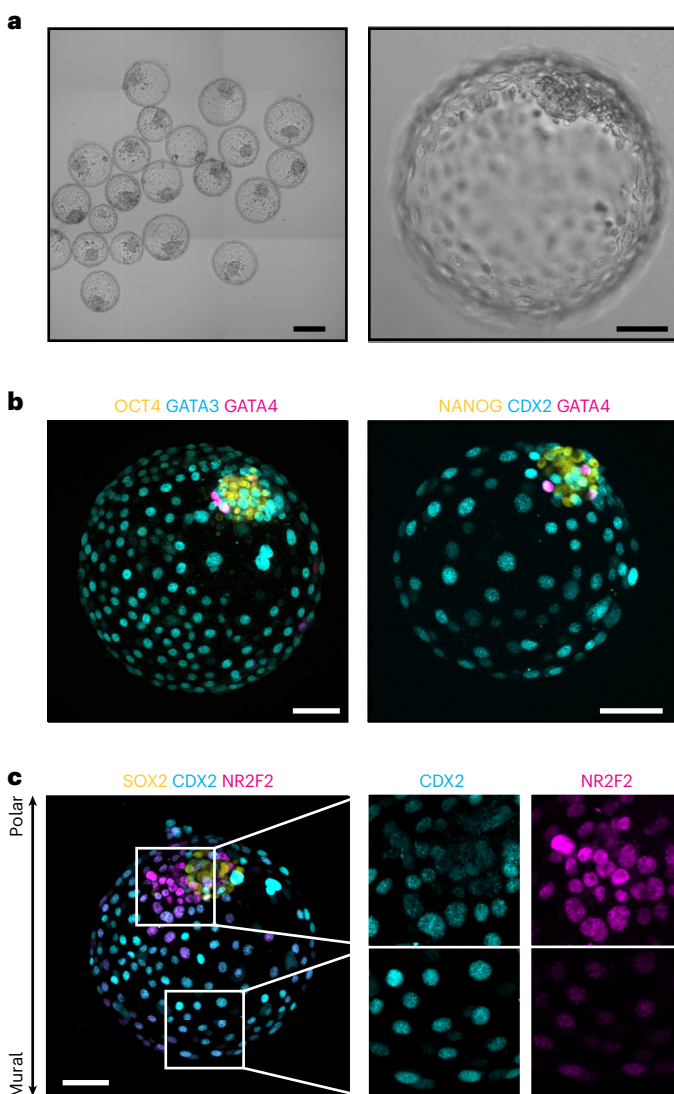 a
b
OCT4 GATA3 GATA4
NANOG CDX2 GATA4
c
SOX2 CDX2 NR2F2
CDX2
NR2F2
Polar
Mural